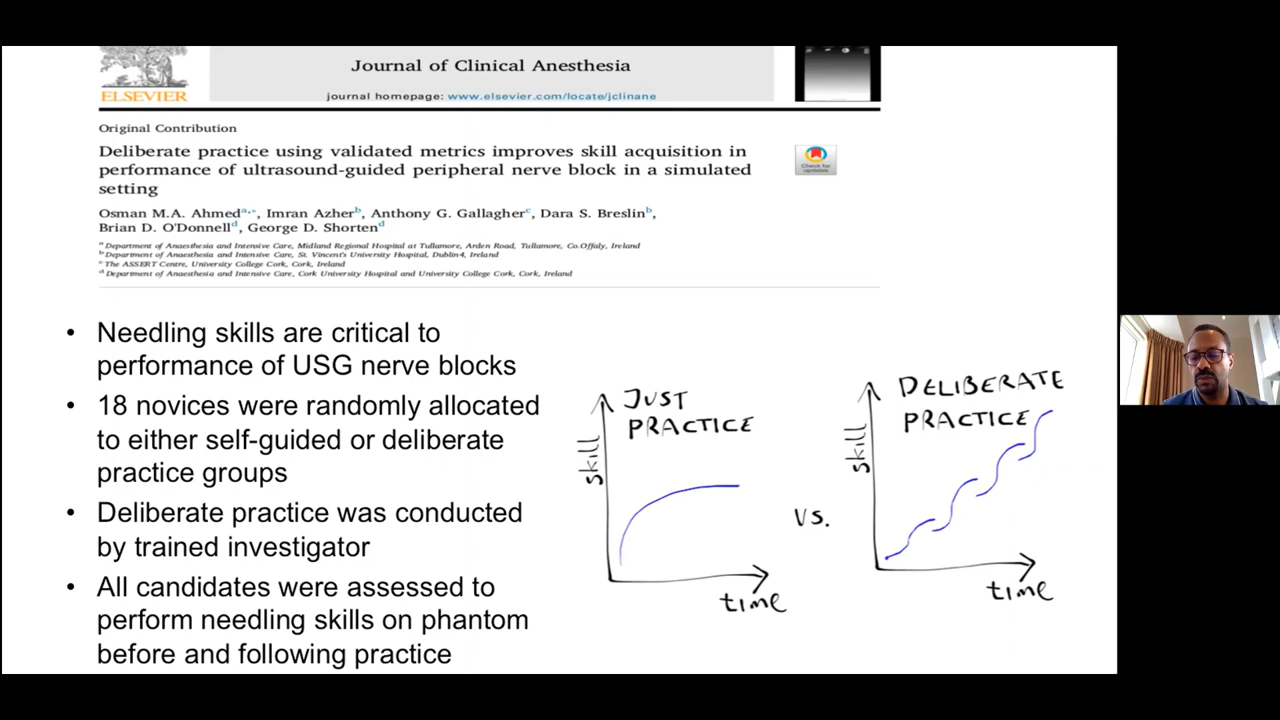 ELSEVIER
Journal of Clinical Anesthesia
journal homepage: www.elsevier.com/locate/jclinane
Original Contribution
Deliberate practice using validated metrics improves skill acquisition in
performance of ultrasound-guided peripheral nerve block in a simulated
setting
Check for
updates
Osman M.A. Ahmed a,*, Imran Azher b, Anthony G. Gallagher c, Dara S. Breslin b,
Brian D. O'Donnell d, George D. Shorten d
a Department of Anaesthesia and Intensive Care, Midland Regional Hospital at Tullamore, Arden Road, Tullamore, Co.Offaly, Ireland
b Department of Anaesthesia and Intensive Care, St. Vincent's University Hospital, Dublin4, Ireland
c The ASSERT Centre, University College Cork, Cork, Ireland
d Department of Anaesthesia and Intensive Care, Cork University Hospital and University College Cork, Cork, Ireland
• Needling skills are critical to
performance of USG nerve blocks
• 18 novices were randomly allocated
to either self-guided or deliberate
practice groups
• Deliberate practice was conducted
by trained investigator
• All candidates were assessed to
perform needling skills on phantom
before and following practice
JUST
PRACTICE
skill
time
vs.
DELIBERATE
PRACTICE
skill
time